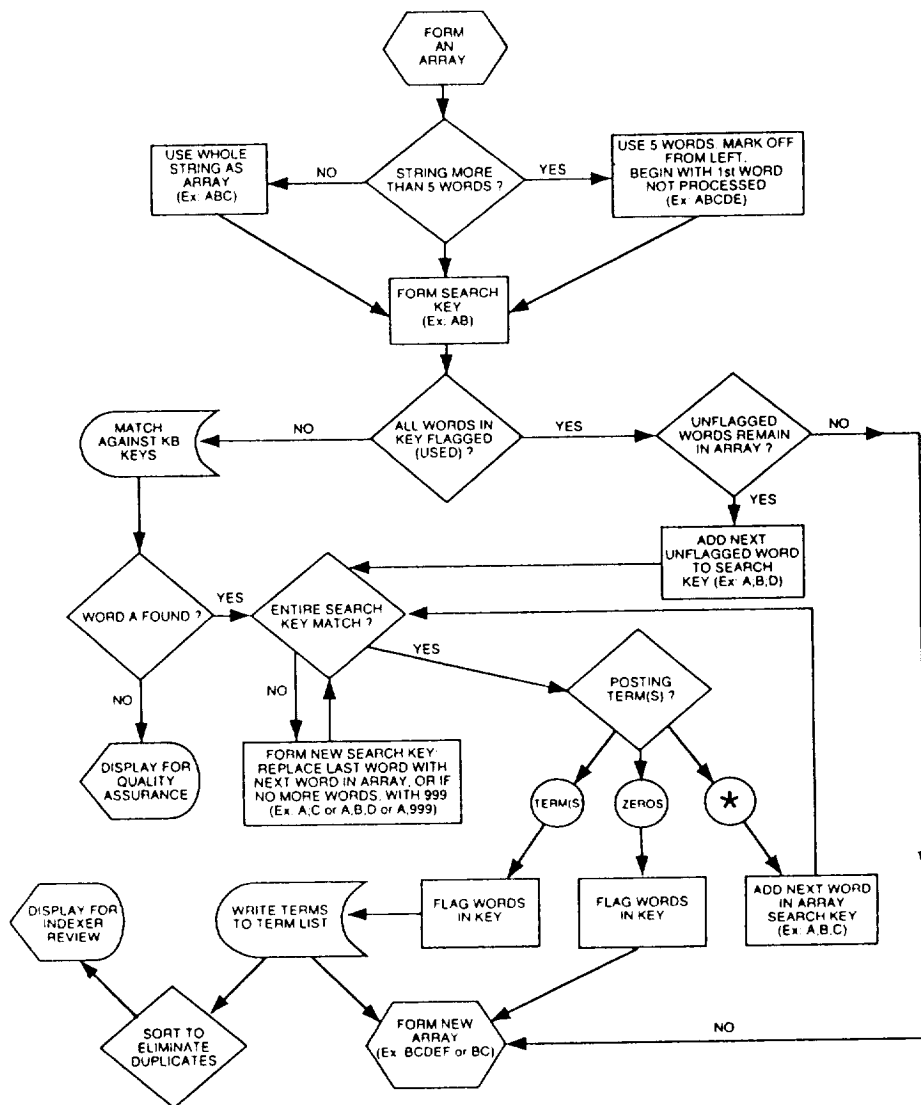 FORM
AN
ARRAY
USE WHOLE
STRING AS
ARRAY
(Ex: ABC)
NO
STRING MORE
THAN 5 WORDS ?
YES
USE 5 WORDS. MARK OFF
FROM LEFT.
BEGIN WITH 1st WORD
NOT PROCESSED
(Ex: ABCDE)
FORM SEARCH
KEY
(Ex: AB)
MATCH
AGAINST KB
KEYS
NO
ALL WORDS IN
KEY FLAGGED
(USED) ?
YES
UNFLAGGED
WORDS REMAIN
IN ARRAY ?
NO
YES
ADD NEXT
UNFLAGGED WORD
TO SEARCH
KEY (Ex: A;B;D)
WORD A FOUND ?
YES
ENTIRE SEARCH
KEY MATCH ?
YES
NO
NO
POSTING
TERM(S) ?
DISPLAY FOR
QUALITY
ASSURANCE
FORM NEW SEARCH KEY:
REPLACE LAST WORD WITH
NEXT WORD IN ARRAY, OR IF
NO MORE WORDS, WITH 999
(Ex: A;C or A,B,D or A,999)
TERM(S
ZEROS
*
DISPLAY FOR
INDEXER
REVIEW
WRITE TERMS
TO TERM LIST
FLAG WORDS
IN KEY
FLAG WORDS
IN KEY
ADD NEXT WORD
IN ARRAY
SEARCH KEY
(Ex: A,B,C)
SORT TO
ELIMINATE
DUPLICATES
FORM NEW
ARRAY
(Ex: BCDEF or BC)
NO